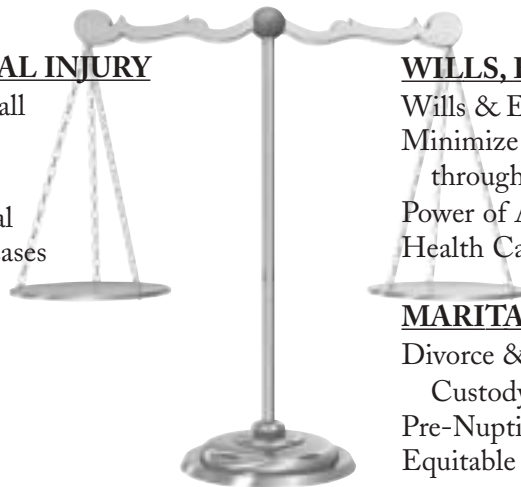 AL INJURY
all
al
ases
WILLS,
Wills & E
Minimize
through
Power of
Health Ca
MARITA
Divorce &
Custody
Pre-Nupti
Equitable